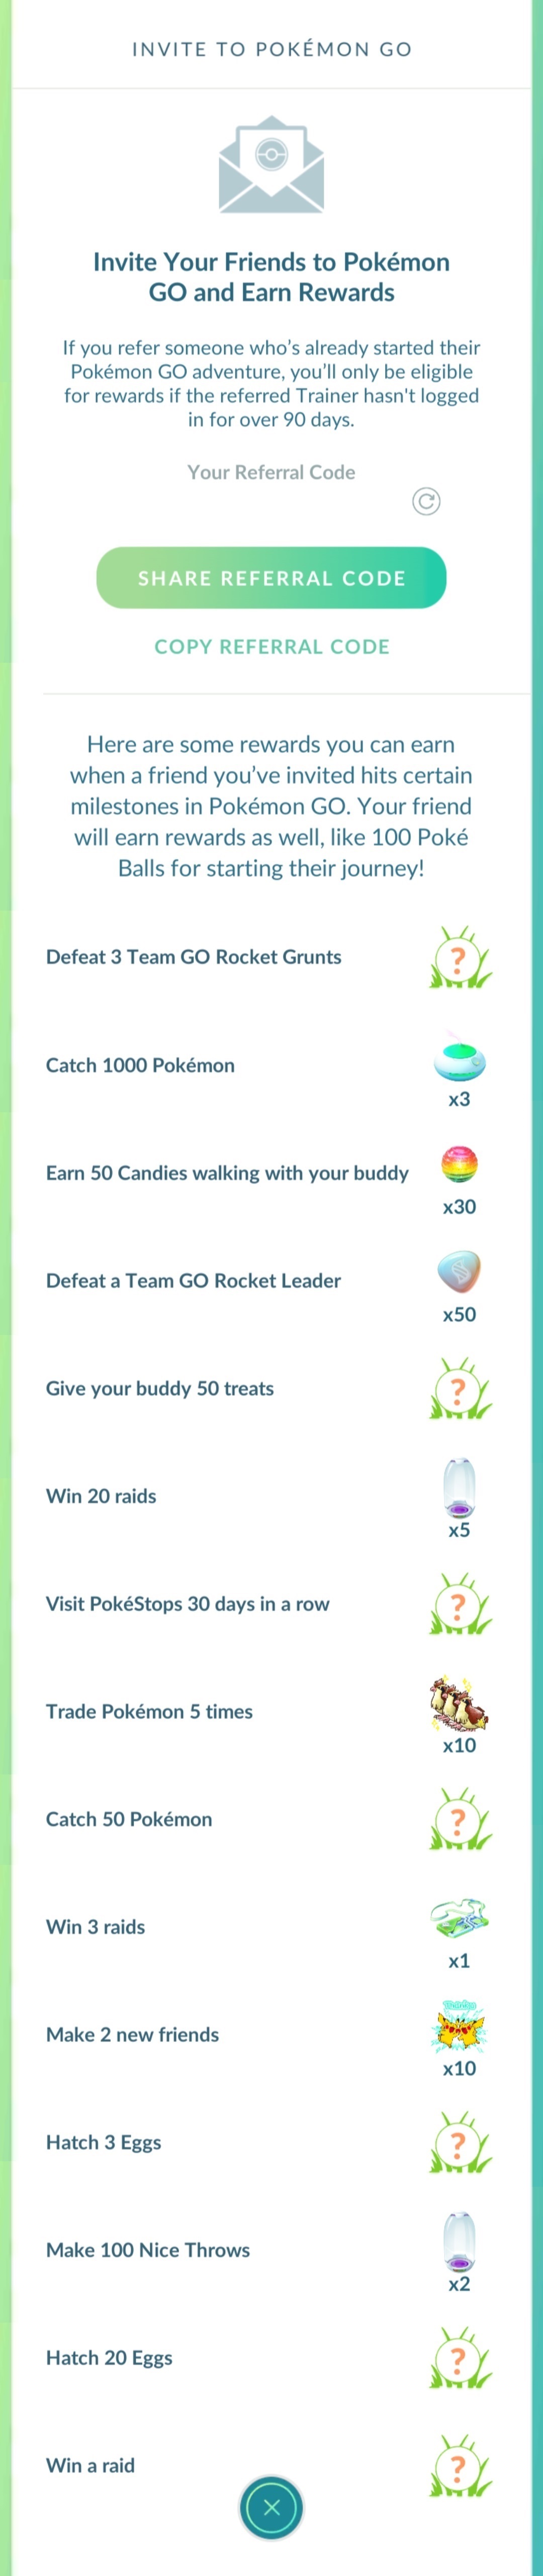 INVITE TO POKÉMON GO
Invite Your Friends to Pokémon
GO and Earn Rewards
If you refer someone who's already started their
Pokémon GO adventure, you'll only be eligible
for rewards if the referred Trainer hasn't logged
in for over 90 days.
Your Referral Code
SHARE REFERRAL CODE
COPY REFERRAL CODE
Here are some rewards you can earn
when a friend you've invited hits certain
milestones in Pokémon GO. Your friend
will earn rewards as well, like 100 Poké
Balls for starting their journey!
Defeat 3 Team GO Rocket Grunts
?
Catch 1000 Pokémon
x3
Earn 50 Candies walking with your buddy
x30
Defeat a Team GO Rocket Leader
x50
Give your buddy 50 treats
?
Win 20 raids
x5
Visit PokéStops 30 days in a row
?
Trade Pokémon 5 times
x10
Catch 50 Pokémon
?
Win 3 raids
x1
Make 2 new friends
x10
Hatch 3 Eggs
?
Make 100 Nice Throws
x2
Hatch 20 Eggs
?
Win a raid
?